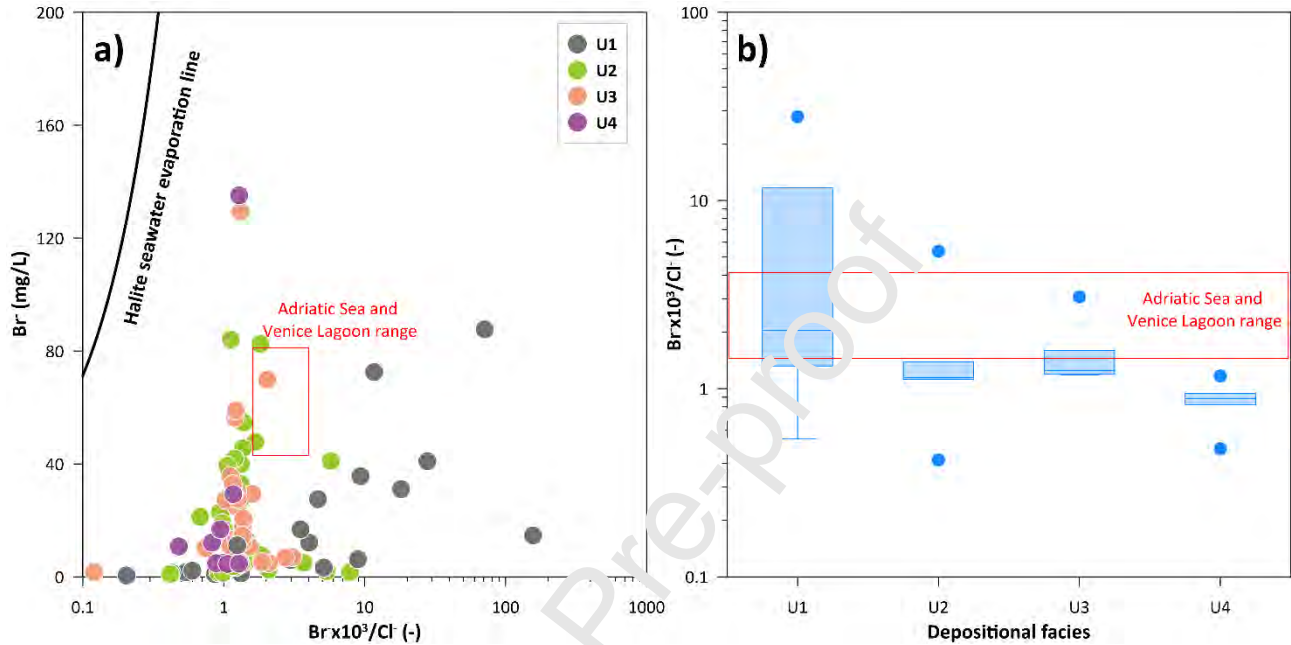 a)
200
160
120
80
40
0
Br⁻ (mg/L)
Halite seawater evaporation line
U1
U2
U3
U4
Adriatic Sea and
Venice Lagoon range
0.1
1
10
100
1000
Br⁻x10³/Cl⁻ (-)
b)
100
10
1
0.1
Br⁻x10³/Cl⁻ (-)
Adriatic Sea and
Venice Lagoon range
U1
U2
U3
U4
Depositional facies
Pre-proof